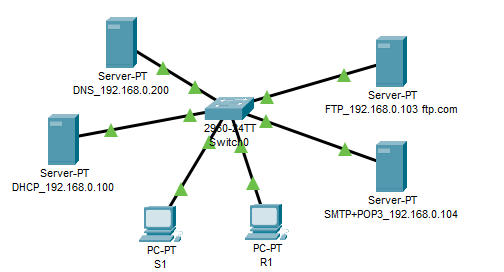 Server-PT
DNS_192.168.0.200
Server-PT
FTP_192.168.0.103 ftp.com
2950-24TT
Switch0
Server-PT
DHCP_192.168.0.100
Server-PT
SMTP+POP3_192.168.0.104
PC-PT
S1
PC-PT
R1